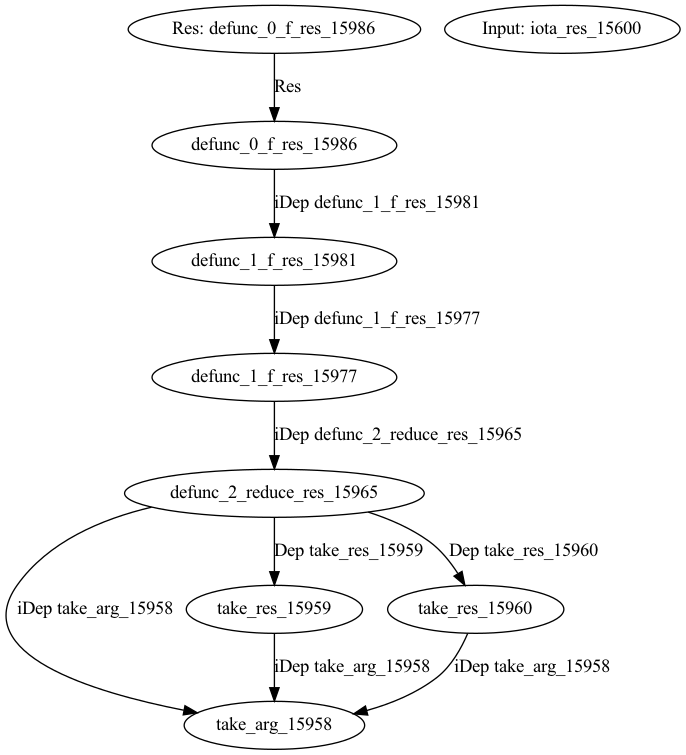 Res: defunc_0_f_res_15986
Input: iota_res_15600
Res
defunc_0_f_res_15986
iDep defunc_1_f_res_15981
defunc_1_f_res_15981
iDep defunc_1_f_res_15977
defunc_1_f_res_15977
iDep defunc_2_reduce_res_15965
defunc_2_reduce_res_15965
Dep take_res_15959
Dep take_res_15960
iDep take_arg_15958
take_res_15959
take_res_15960
iDep take_arg_15958
iDep take_arg_15958
take_arg_15958